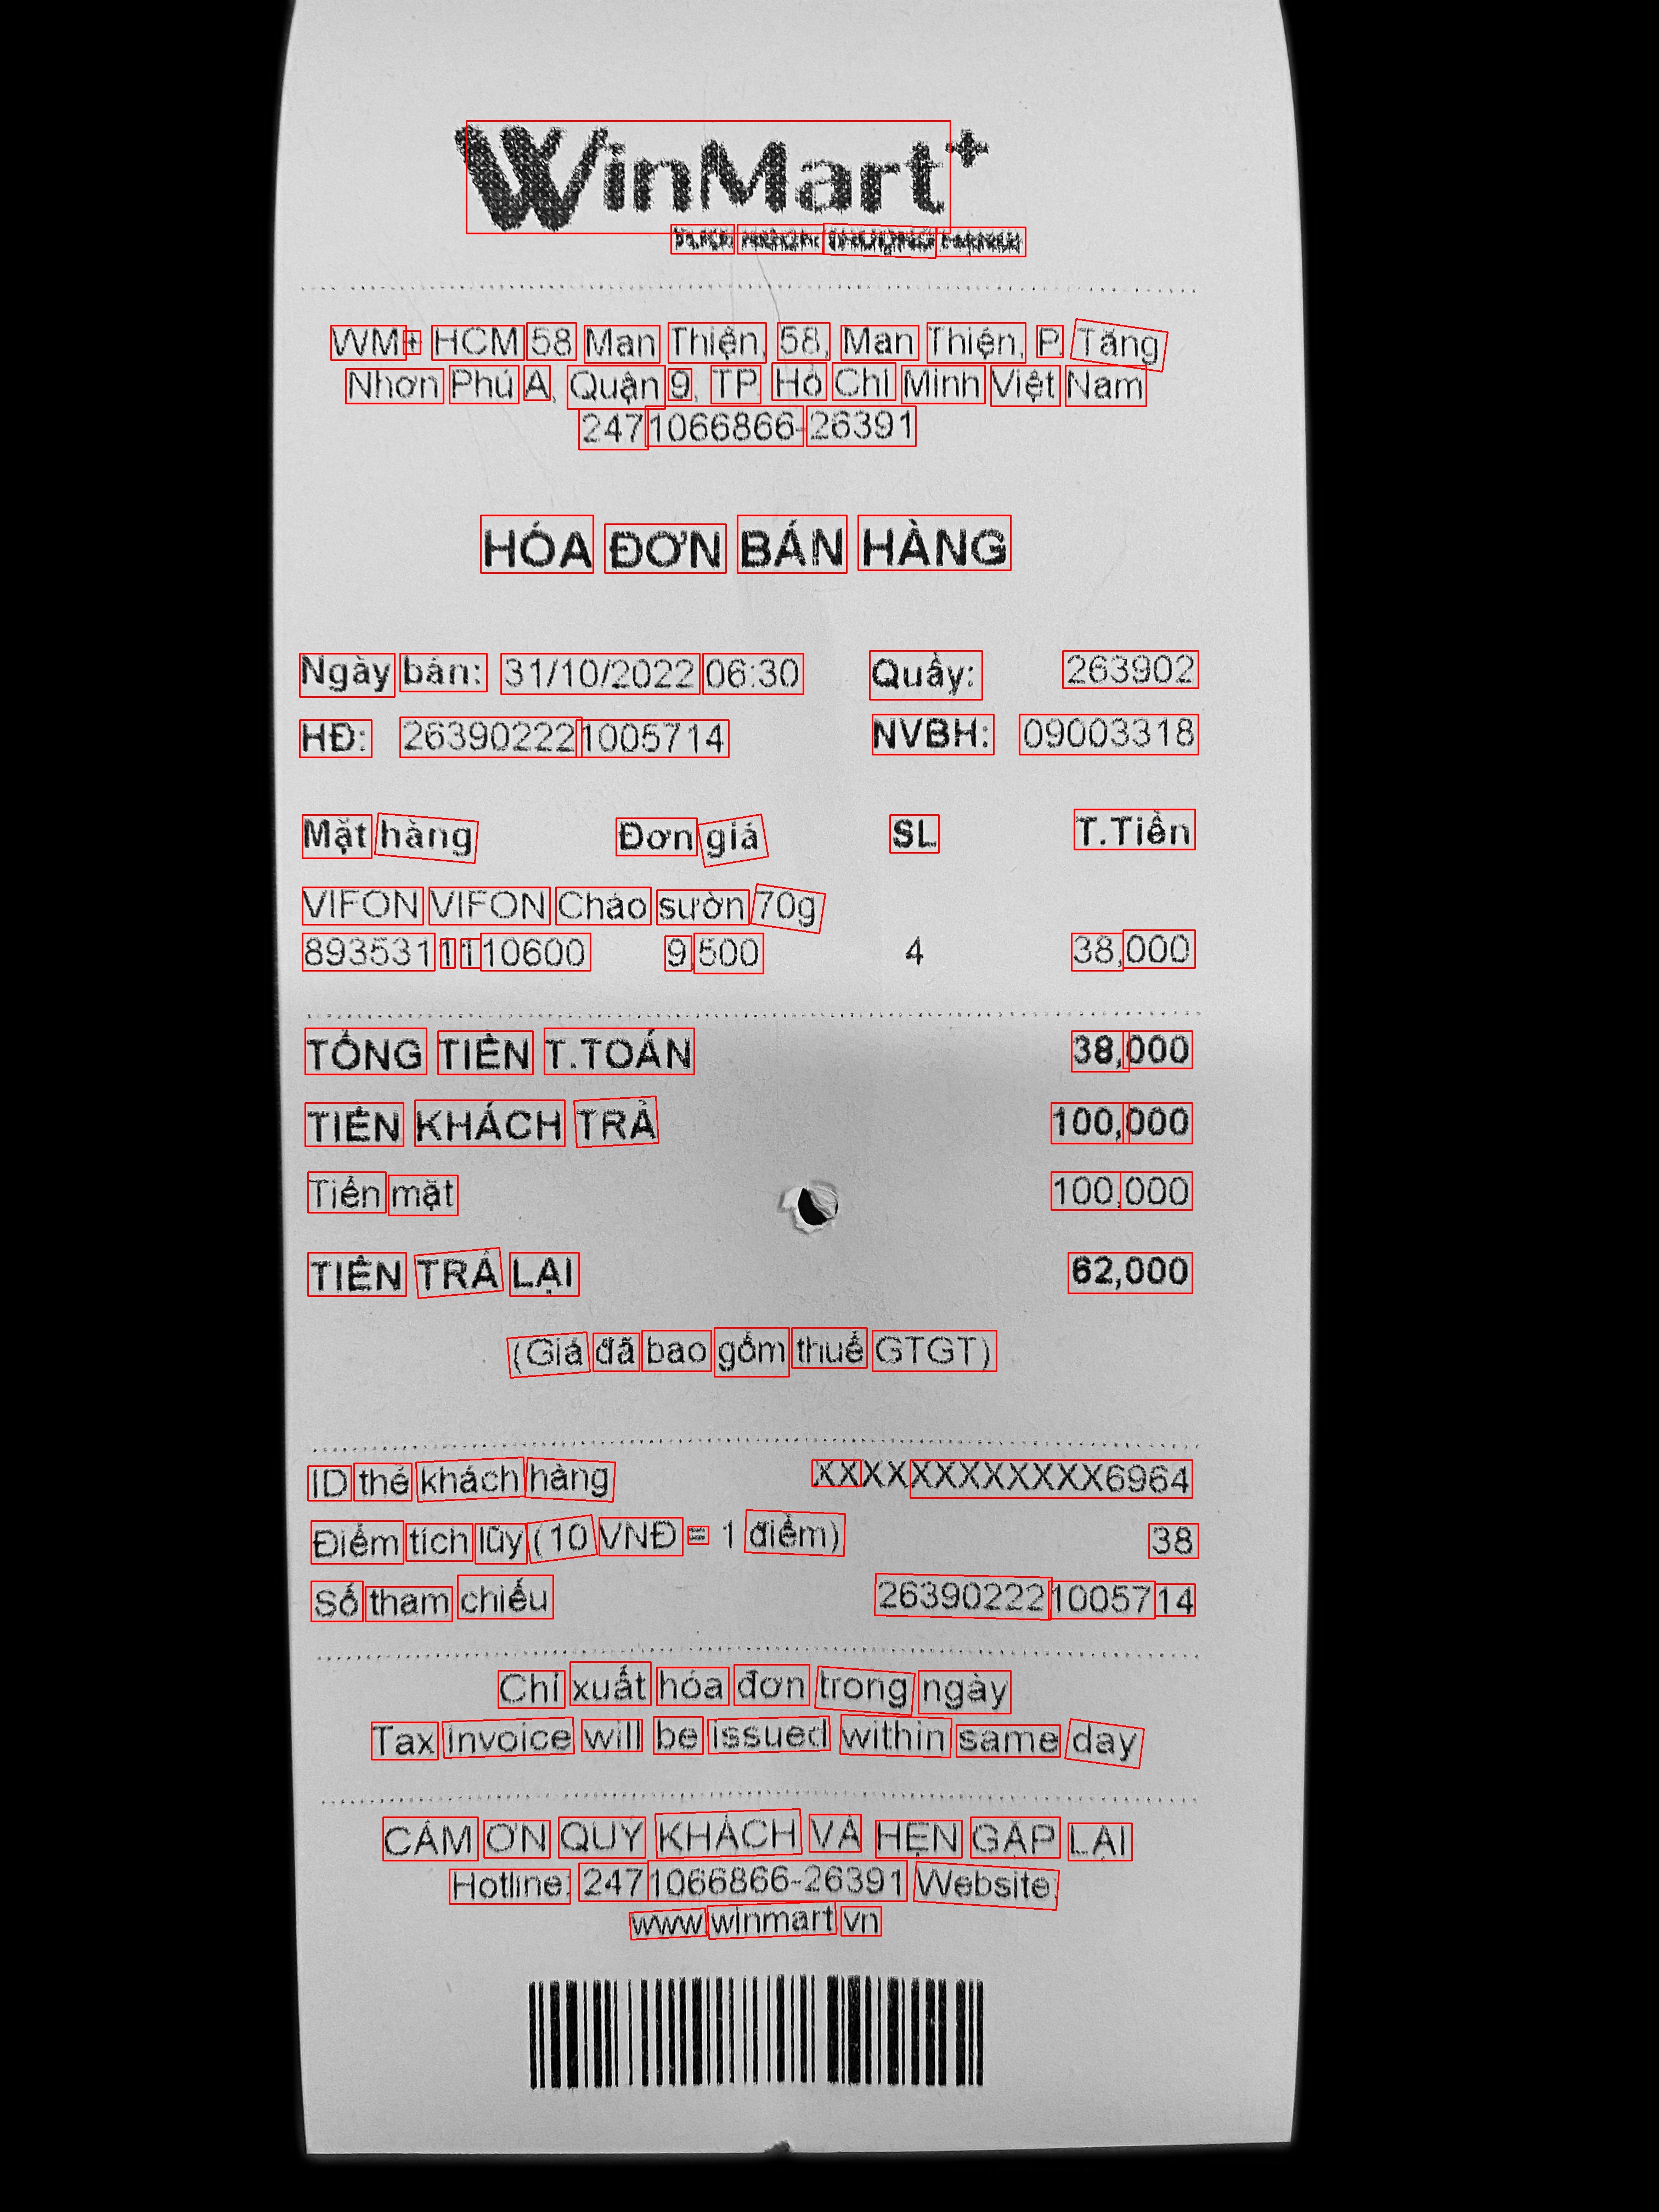 WinMart+
WM+ HCM 58 Man Thiện, 58, Man Thiện, P. Tăng
Nhơn Phú A, Quận 9, TP. Hồ Chí Minh Việt Nam
2471066866-26391
HÓA ĐƠN BÁN HÀNG
Ngày bán: 31/10/2022 06:30 Quầy: 263902
HĐ: 263902221005714 NVBH: 09003318
Mặt hàng Đơn giá SL T.Tiền
VIFON VIFON Cháo sườn 70g
8935311110600 9,500 4 38,000
TỔNG TIỀN T.TOÁN 38,000
TIỀN KHÁCH TRẢ 100,000
Tiền mặt 100,000
TIỀN TRẢ LẠI 62,000
(Giá đã bao gồm thuế GTGT)
ID thẻ khách hàng XXXXXXXXXXXX6964
Điểm tích lũy (10 VNĐ = 1 điểm) 38
Số tham chiếu 263902221005714
Chỉ xuất hóa đơn trong ngày
Tax Invoice will be issued within same day
CẢM ƠN QUÝ KHÁCH VÀ HẸN GẶP LẠI
Hotline: 2471066866-26391 Website:
www.winmart.vn